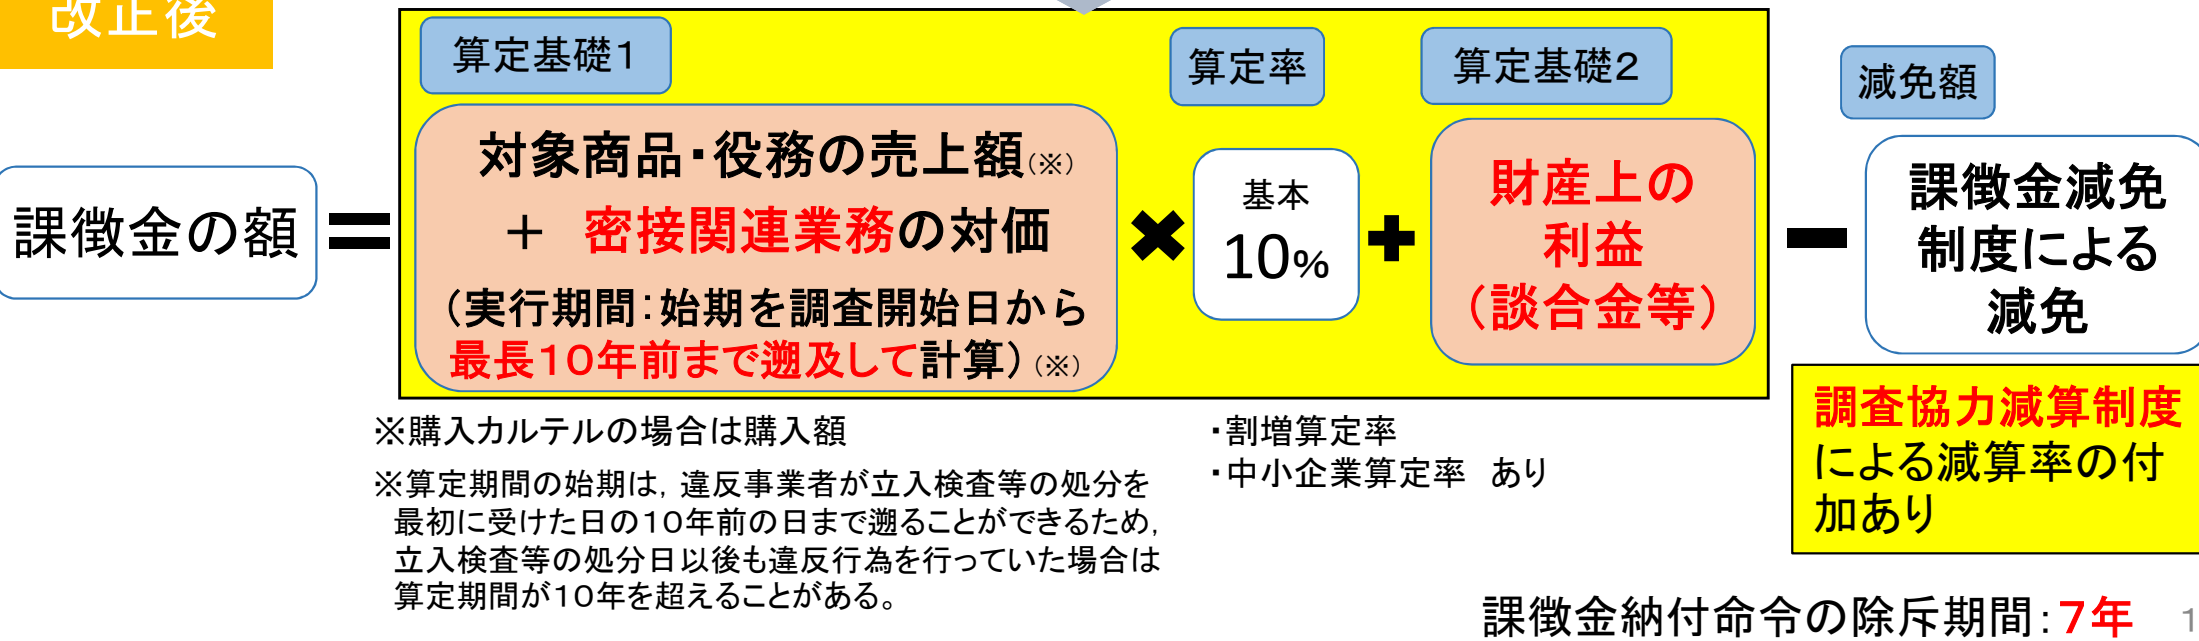 改正後
算定基礎1
算定率
算定基礎2
減免額
課徴金の額
=
対象商品・役務の売上額(※)
+ 密接関連業務の対価
(実行期間:始期を調査開始日から
最長10年前まで遡及して計算)(※)
×
基本
10%
+
財産上の
利益
(談合金等)
−
課徴金減免
制度による
減免
※購入カルテルの場合は購入額
※算定期間の始期は,違反事業者が立入検査等の処分を
最初に受けた日の10年前の日まで遡ることができるため,
立入検査等の処分日以後も違反行為を行っていた場合は
算定期間が10年を超えることがある。
・割増算定率
・中小企業算定率 あり
調査協力減算制度
による減算率の付
加あり
課徴金納付命令の除斥期間:7年
1